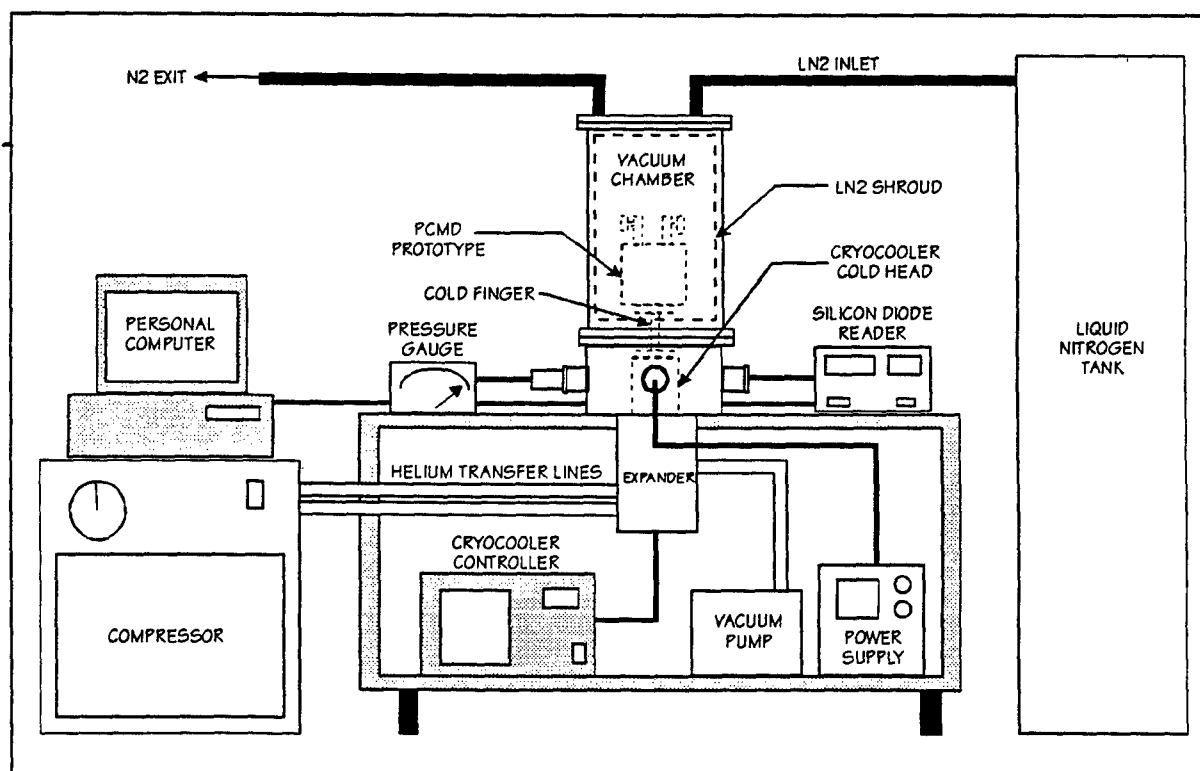 N2 EXIT
LN2 INLET
VACUUM
CHAMBER
LN2 SHROUD
PCMD
PROTOTYPE
CRYOCOOLER
COLD HEAD
COLD FINGER
SILICON DIODE
READER
PERSONAL
COMPUTER
PRESSURE
GAUGE
LIQUID
NITROGEN
TANK
HELIUM TRANSFER LINES
EXPANDER
CRYOCOOLER
CONTROLLER
COMPRESSOR
VACUUM
PUMP
POWER
SUPPLY